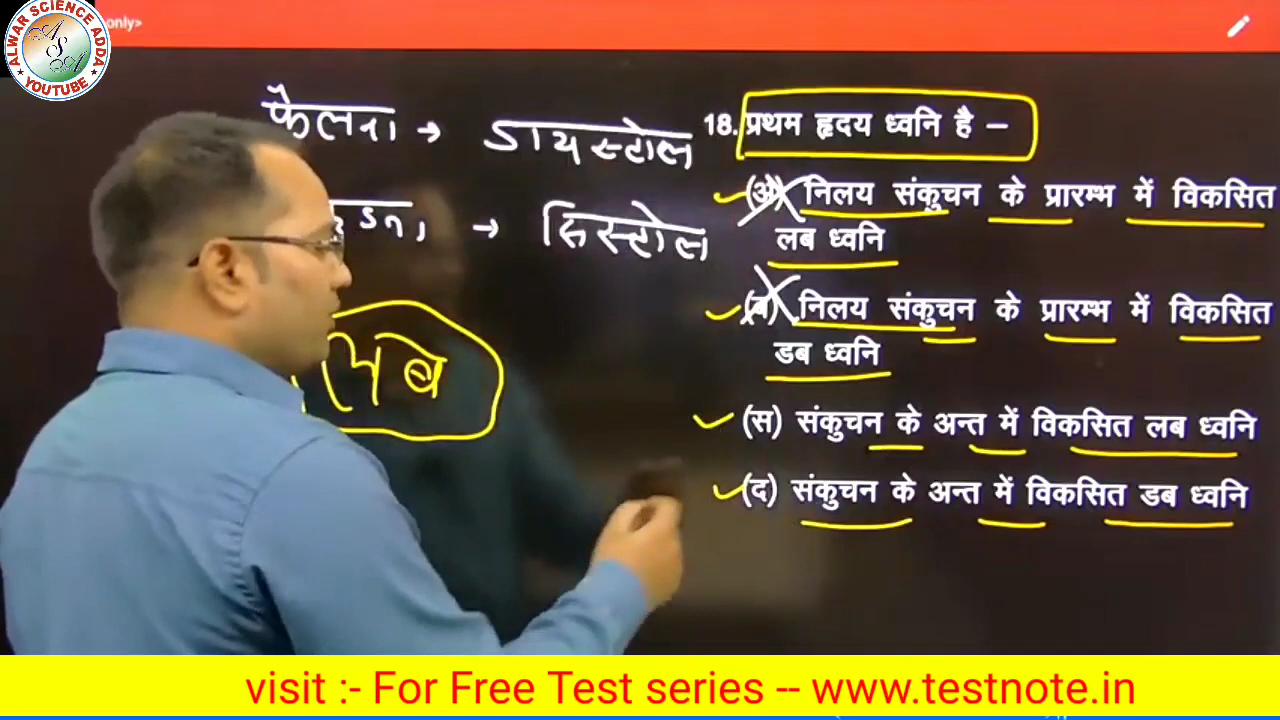 ALWAR SCIENCE ADDA
ASA
YOUTUBE
only>
फैलना → डायस्टोल
→ सिस्टोल
18. प्रथम हृदय ध्वनि है –
(अ) निलय संकुचन के प्रारम्भ में विकसित
लब ध्वनि
(ब) निलय संकुचन के प्रारम्भ में विकसित
डब ध्वनि
(स) संकुचन के अन्त में विकसित लब ध्वनि
(द) संकुचन के अन्त में विकसित डब ध्वनि
visit :- For Free Test series -- www.testnote.in